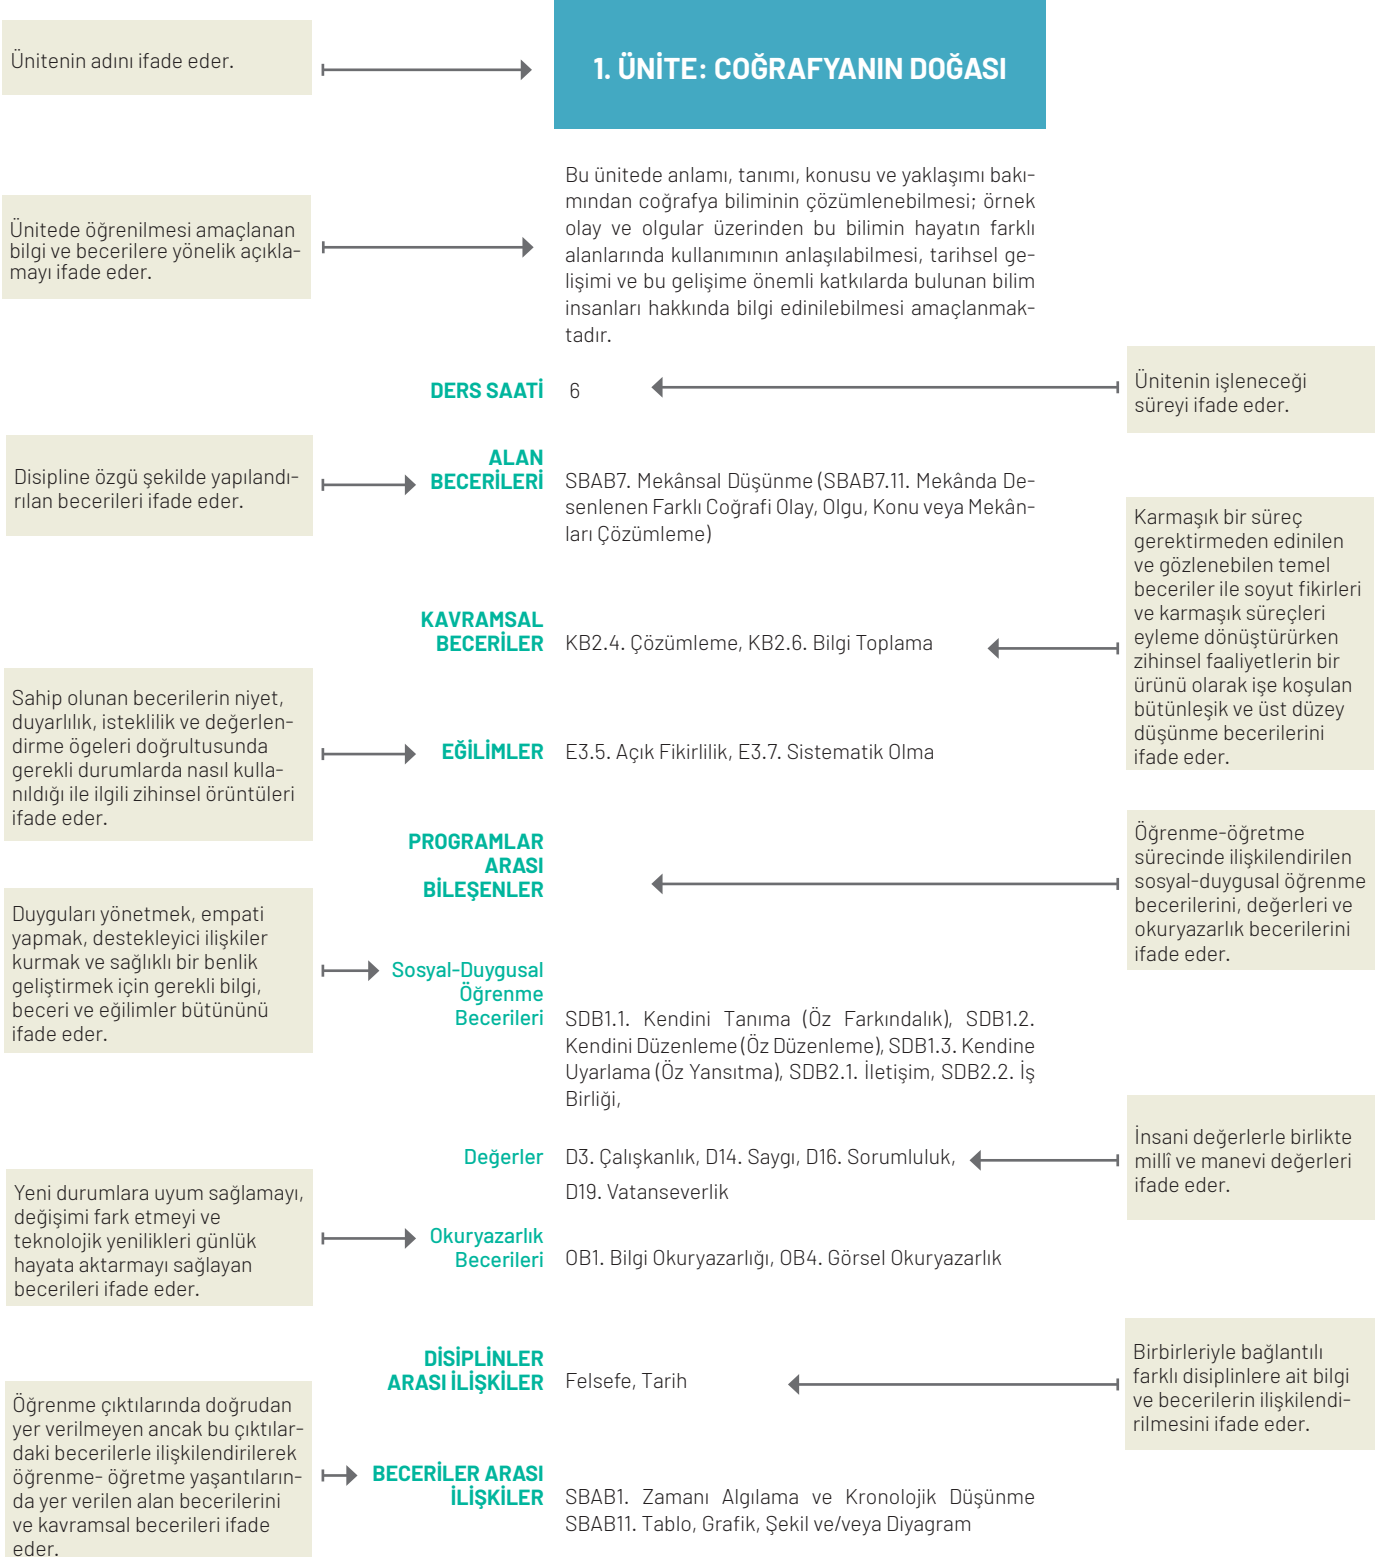 Ünitenin adını ifade eder.
1. ÜNİTE: COĞRAFYANIN DOĞASI
Ünitede öğrenilmesi amaçlanan
bilgi ve becerilere yönelik açıkla-
mayı ifade eder.
Bu ünitede anlamı, tanımı, konusu ve yaklaşımı bakı-
mından coğrafya biliminin çözümlenebilmesi; örnek
olay ve olgular üzerinden bu bilimin hayatın farklı
alanlarında kullanımının anlaşılabilmesi, tarihsel ge-
lişimi ve bu gelişime önemli katkılarda bulunan bilim
insanları hakkında bilgi edinilebilmesi amaçlanmak-
tadır.
DERS SAATİ 6
Ünitenin işleneceği
süreyi ifade eder.
Disipline özgü şekilde yapılandı-
rılan becerileri ifade eder.
ALAN
BECERİLERİ
SBAB7. Mekânsal Düşünme (SBAB7.11. Mekânda De-
senlenen Farklı Coğrafi Olay, Olgu, Konu veya Mekân-
ları Çözümleme)
Karmaşık bir süreç
gerektirmeden edinilen
ve gözlenebilen temel
beceriler ile soyut fikirleri
ve karmaşık süreçleri
eyleme dönüştürürken
zihinsel faaliyetlerin bir
ürünü olarak işe koşulan
bütünleşik ve üst düzey
düşünme becerilerini
ifade eder.
KAVRAMSAL
BECERİLER
KB2.4. Çözümleme, KB2.6. Bilgi Toplama
Sahip olunan becerilerin niyet,
duyarlılık, isteklilik ve değerlen-
dirme ögeleri doğrultusunda
gerekli durumlarda nasıl kulla-
nıldığı ile ilgili zihinsel örüntüleri
ifade eder.
EĞİLİMLER
E3.5. Açık Fikirlilik, E3.7. Sistematik Olma
PROGRAMLAR
ARASI
BİLEŞENLER
Öğrenme-öğretme
sürecinde ilişkilendirilen
sosyal-duygusal öğrenme
becerilerini, değerleri ve
okuryazarlık becerilerini
ifade eder.
Duyguları yönetmek, empati
yapmak, destekleyici ilişkiler
kurmak ve sağlıklı bir benlik
geliştirmek için gerekli bilgi,
beceri ve eğilimler bütününü
ifade eder.
Sosyal-Duygusal
Öğrenme
Becerileri
SDB1.1. Kendini Tanıma (Öz Farkındalık), SDB1.2.
Kendini Düzenleme (Öz Düzenleme), SDB1.3. Kendine
Uyarlama (Öz Yansıtma), SDB2.1. İletişim, SDB2.2. İş
Birliği,
Değerler
D3. Çalışkanlık, D14. Saygı, D16. Sorumluluk,
D19. Vatanseverlik
İnsani değerlerle birlikte
millî ve manevi değerleri
ifade eder.
Yeni durumlara uyum sağlamayı,
değişimi fark etmeyi ve
teknolojik yenilikleri günlük
hayata aktarmayı sağlayan
becerileri ifade eder.
Okuryazarlık
Becerileri
OB1. Bilgi Okuryazarlığı, OB4. Görsel Okuryazarlık
DİSİPLİNLER
ARASI İLİŞKİLER
Felsefe, Tarih
Birbirleriyle bağlantılı
farklı disiplinlere ait bilgi
ve becerilerin ilişkilendi-
rilmesini ifade eder.
Öğrenme çıktılarında doğrudan
yer verilmeyen ancak bu çıktılar-
daki becerilerle ilişkilendirilerek
öğrenme- öğretme yaşantıların-
da yer verilen alan becerilerini
ve kavramsal becerileri ifade
eder.
BECERİLER ARASI
İLİŞKİLER
SBAB1. Zamanı Algılama ve Kronolojik Düşünme
SBAB11. Tablo, Grafik, Şekil ve/veya Diyagram